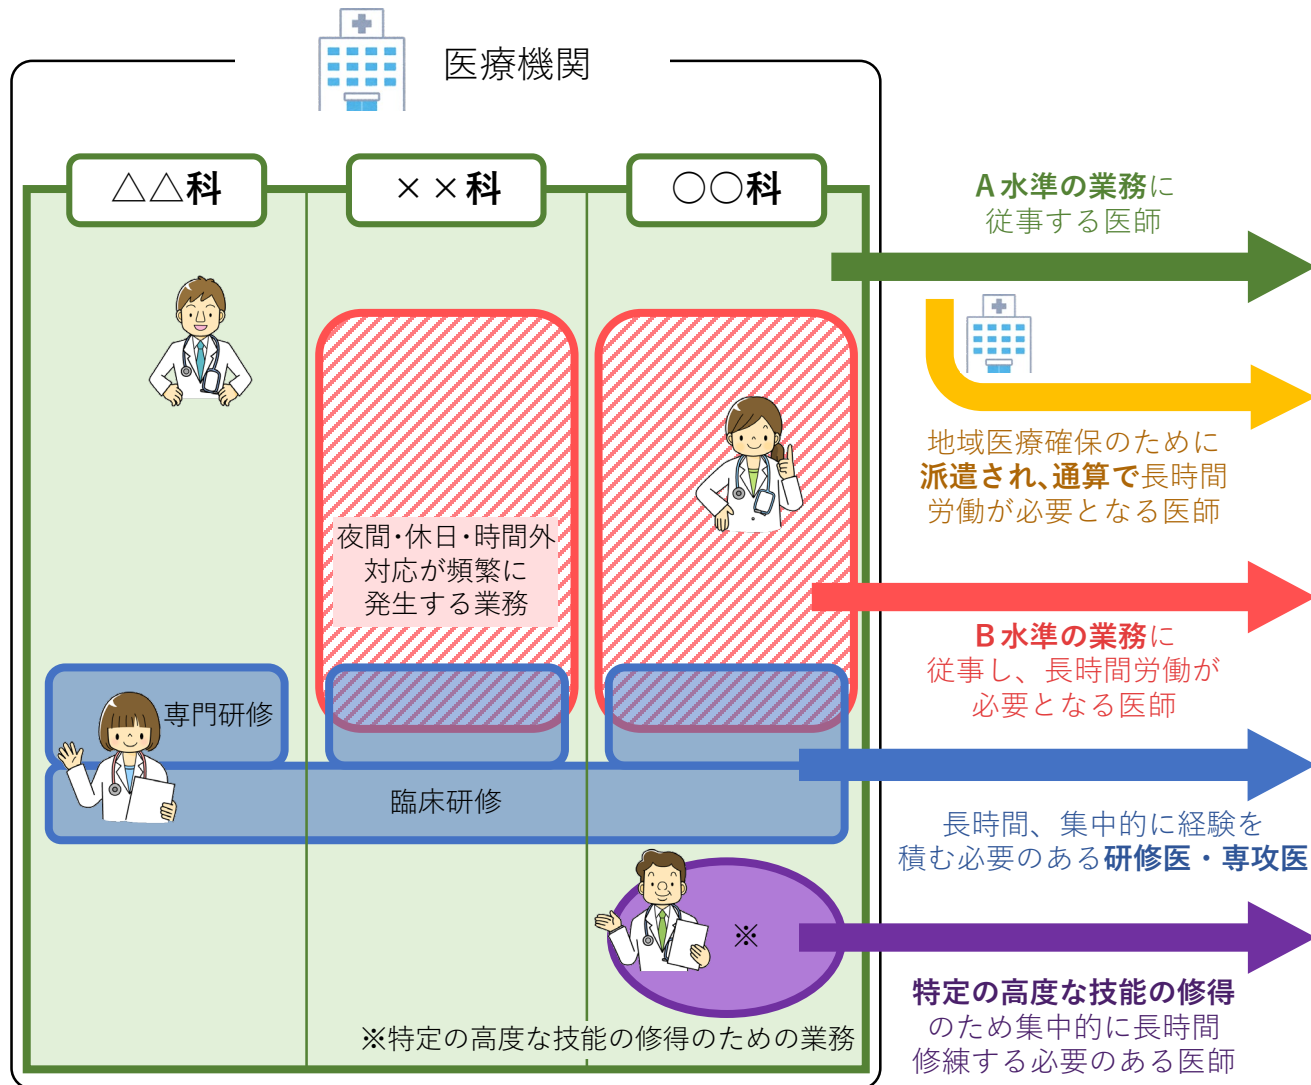 医療機関
△△科
××科
○○科
夜間・休日・時間外
対応が頻繁に
発生する業務
専門研修
臨床研修
※
※特定の高度な技能の修得のための業務
A水準の業務に
従事する医師
地域医療確保のために
派遣され､通算で長時間
労働が必要となる医師
B水準の業務に
従事し、長時間労働が
必要となる医師
長時間、集中的に経験を
積む必要のある研修医・専攻医
特定の高度な技能の修得
のため集中的に長時間
修練する必要のある医師